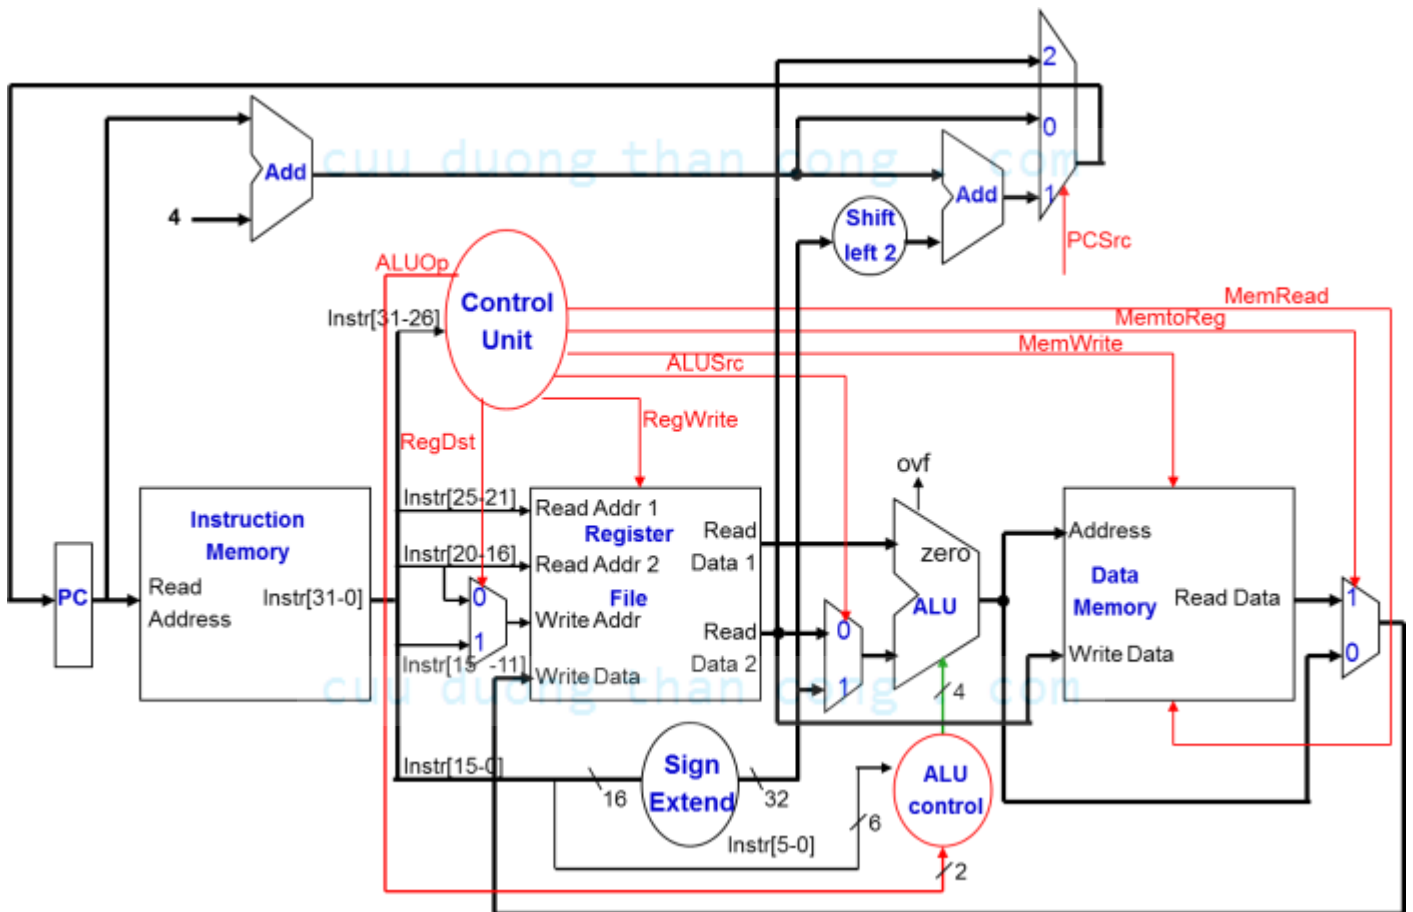 2
0
Add
cuu duong than cong . com
Add
1
4
Shift
left 2
PCSrc
ALUOp
Control
Unit
MemRead
Instr[31-26]
MemtoReg
MemWrite
ALUSrc
RegWrite
RegDst
ovf
Instr[25-21]
Read Addr 1
Instruction
Memory
Register
Read
Data 1
zero
Address
Instr[20-16]
Read Addr 2
Data
Memory
PC
Read
Address
Instr[31-0]
0
File
ALU
Read Data
1
Write Addr
1
Read
Data 2
0
0
Instr[15 -11]
Write Data
Write Data
1
4
cuu duong than cong . com
Instr[15-0]
Sign
Extend
16
32
ALU
control
6
Instr[5-0]
2